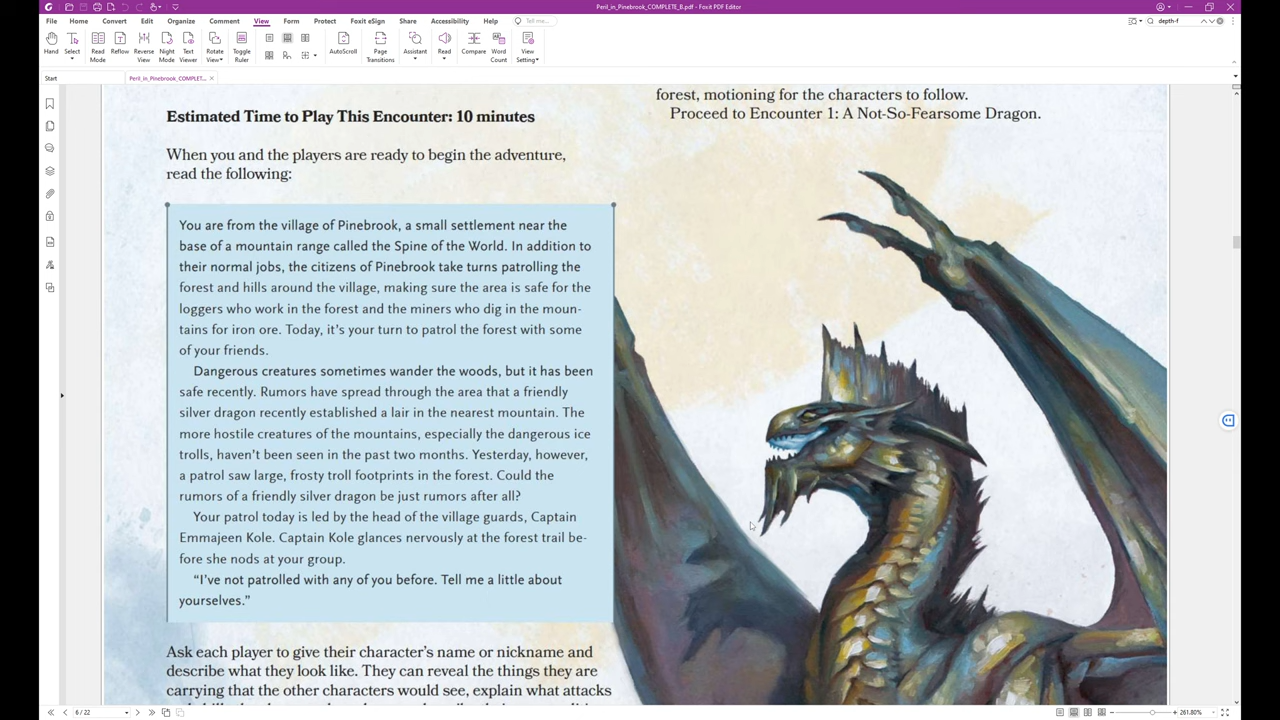 Peril_in_Pinebrook_COMPLETE_B.pdf - Foxit PDF Editor
File Home Convert Edit Organize Comment View Form Protect Foxit eSign Share Accessibility Help Tell me...
depth-f
Hand Select Read Mode Reflow Reverse View Night Mode Text Viewer Rotate View Toggle Ruler AutoScroll Page Transitions Assistant Read Compare Word Count View Setting
Start Peril_in_Pinebrook_COMPLET...
Estimated Time to Play This Encounter: 10 minutes
When you and the players are ready to begin the adventure,
read the following:
You are from the village of Pinebrook, a small settlement near the
base of a mountain range called the Spine of the World. In addition to
their normal jobs, the citizens of Pinebrook take turns patrolling the
forest and hills around the village, making sure the area is safe for the
loggers who work in the forest and the miners who dig in the moun-
tains for iron ore. Today, it's your turn to patrol the forest with some
of your friends.
Dangerous creatures sometimes wander the woods, but it has been
safe recently. Rumors have spread through the area that a friendly
silver dragon recently established a lair in the nearest mountain. The
more hostile creatures of the mountains, especially the dangerous ice
trolls, haven't been seen in the past two months. Yesterday, however,
a patrol saw large, frosty troll footprints in the forest. Could the
rumors of a friendly silver dragon be just rumors after all?
Your patrol today is led by the head of the village guards, Captain
Emmajeen Kole. Captain Kole glances nervously at the forest trail be-
fore she nods at your group.
"I've not patrolled with any of you before. Tell me a little about
yourselves."
Ask each player to give their character's name or nickname and
describe what they look like. They can reveal the things they are
carrying that the other characters would see, explain what attacks
forest, motioning for the characters to follow.
Proceed to Encounter 1: A Not-So-Fearsome Dragon.
6 / 22
261.80%